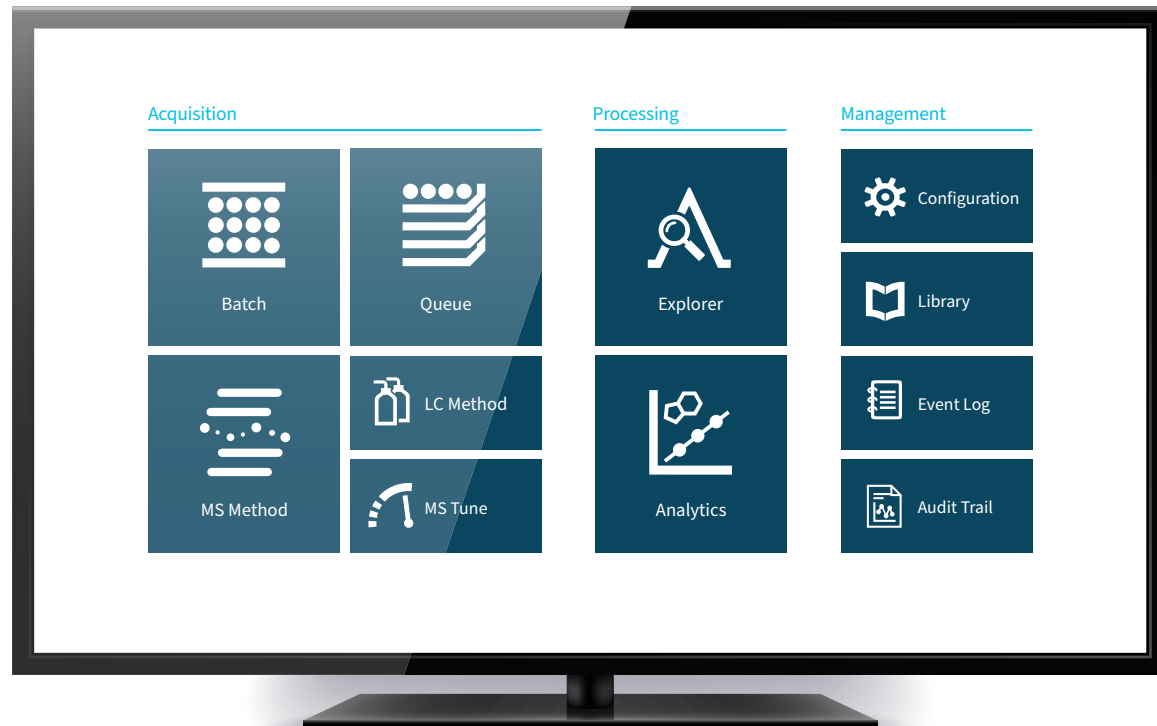 Acquisition
Processing
Management
Batch
Queue
MS Method
LC Method
MS Tune
Explorer
Analytics
Configuration
Library
Event Log
Audit Trail